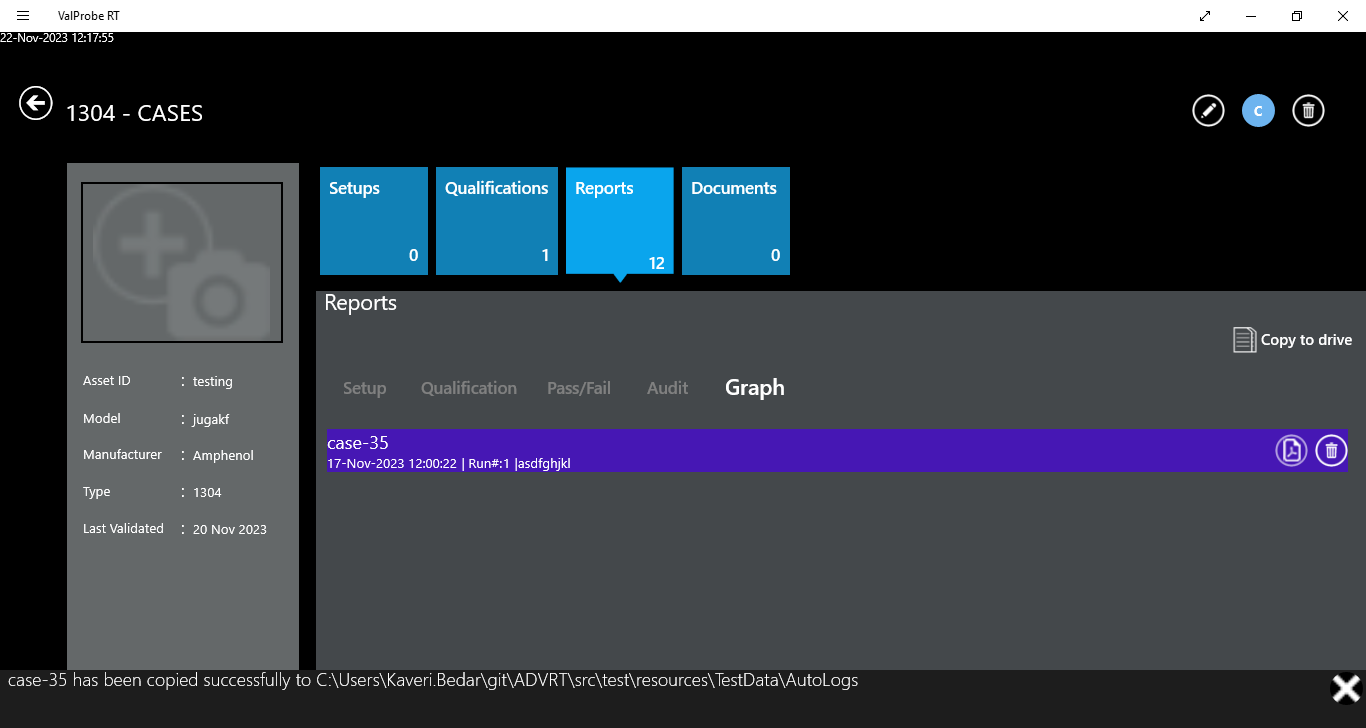 ValProbe RT
22-Nov-2023 12:17:55
1304 - CASES
C
Setups
0
Qualifications
1
Reports
12
Documents
0
Asset ID : testing
Model : jugakf
Manufacturer : Amphenol
Type : 1304
Last Validated : 20 Nov 2023
Reports
Copy to drive
Setup Qualification Pass/Fail Audit Graph
case-35
17-Nov-2023 12:00:22 | Run#:1 |asdfghjkl
case-35 has been copied successfully to C:\Users\Kaveri.Bedar\git\ADVRT\src\test\resources\TestData\AutoLogs